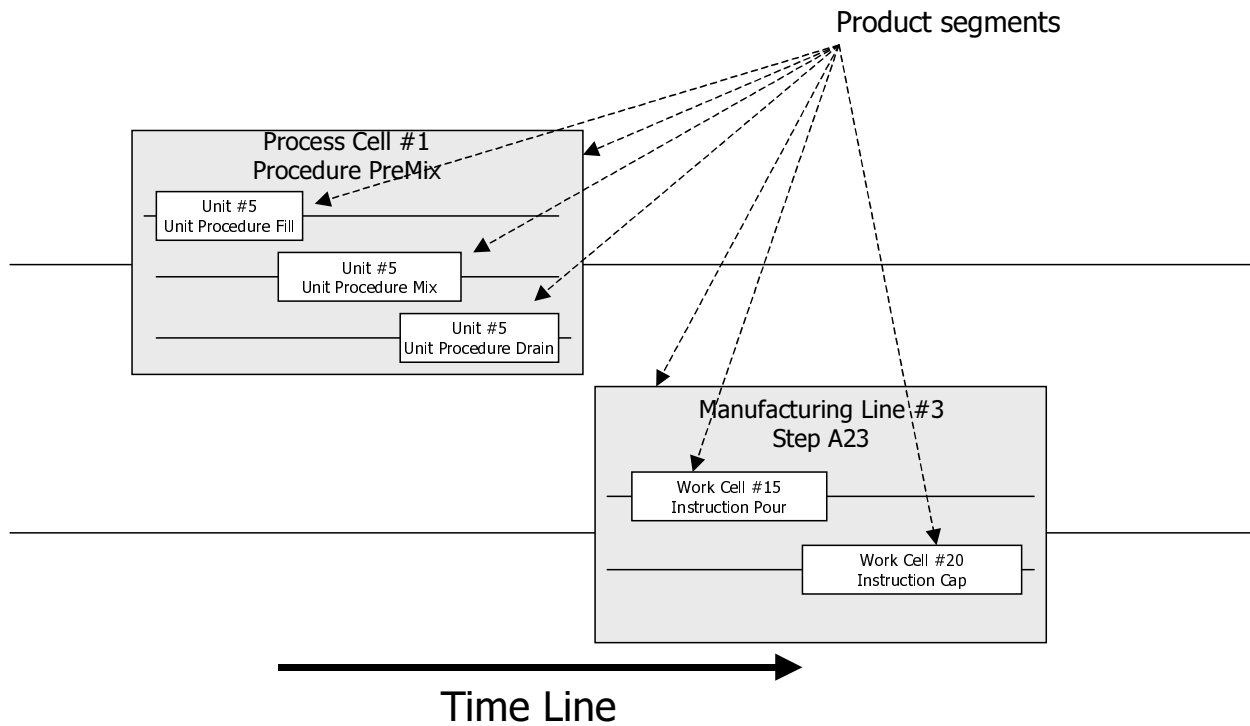 Product segments
Process Cell #1
Procedure PreMix
Unit #5
Unit Procedure Fill
Unit #5
Unit Procedure Mix
Unit #5
Unit Procedure Drain
Manufacturing Line #3
Step A23
Work Cell #15
Instruction Pour
Work Cell #20
Instruction Cap
Time Line